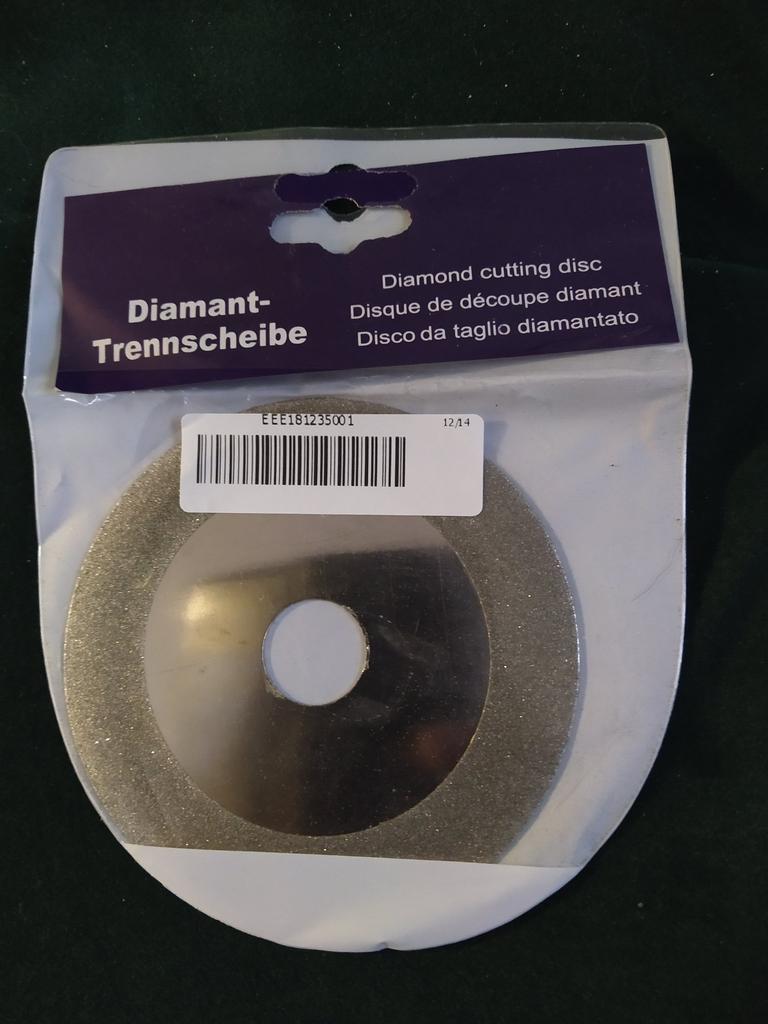 Diamant-
Trennscheibe
Diamond cutting disc
Disque de découpe diamant
Disco da taglio diamantato
EEE181235001
12/14